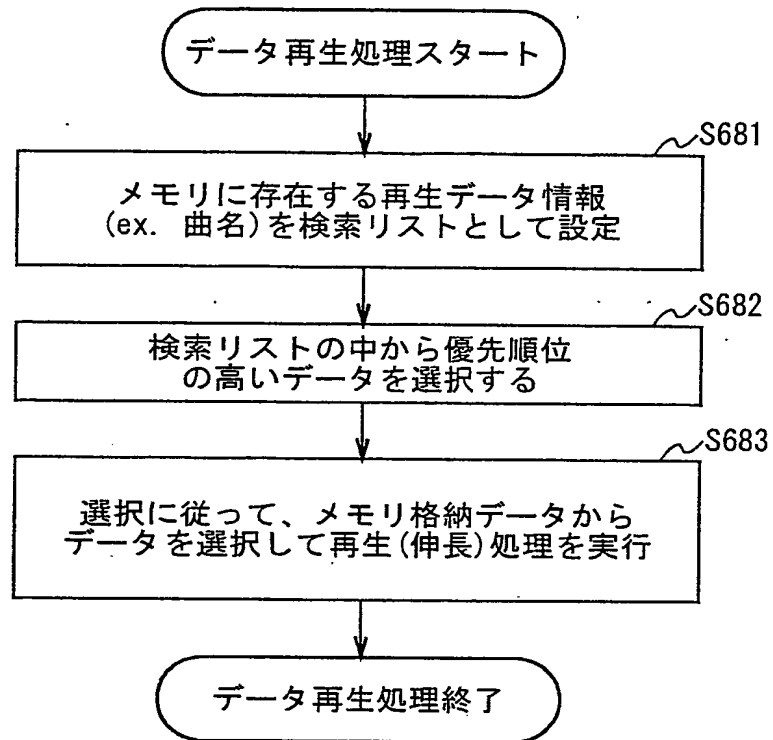 データ再生処理スタート
S681
メモリに存在する再生データ情報
(ex. 曲名)を検索リストとして設定
S682
検索リストの中から優先順位
の高いデータを選択する
S683
選択に従って、メモリ格納データから
データを選択して再生(伸長)処理を実行
データ再生処理終了